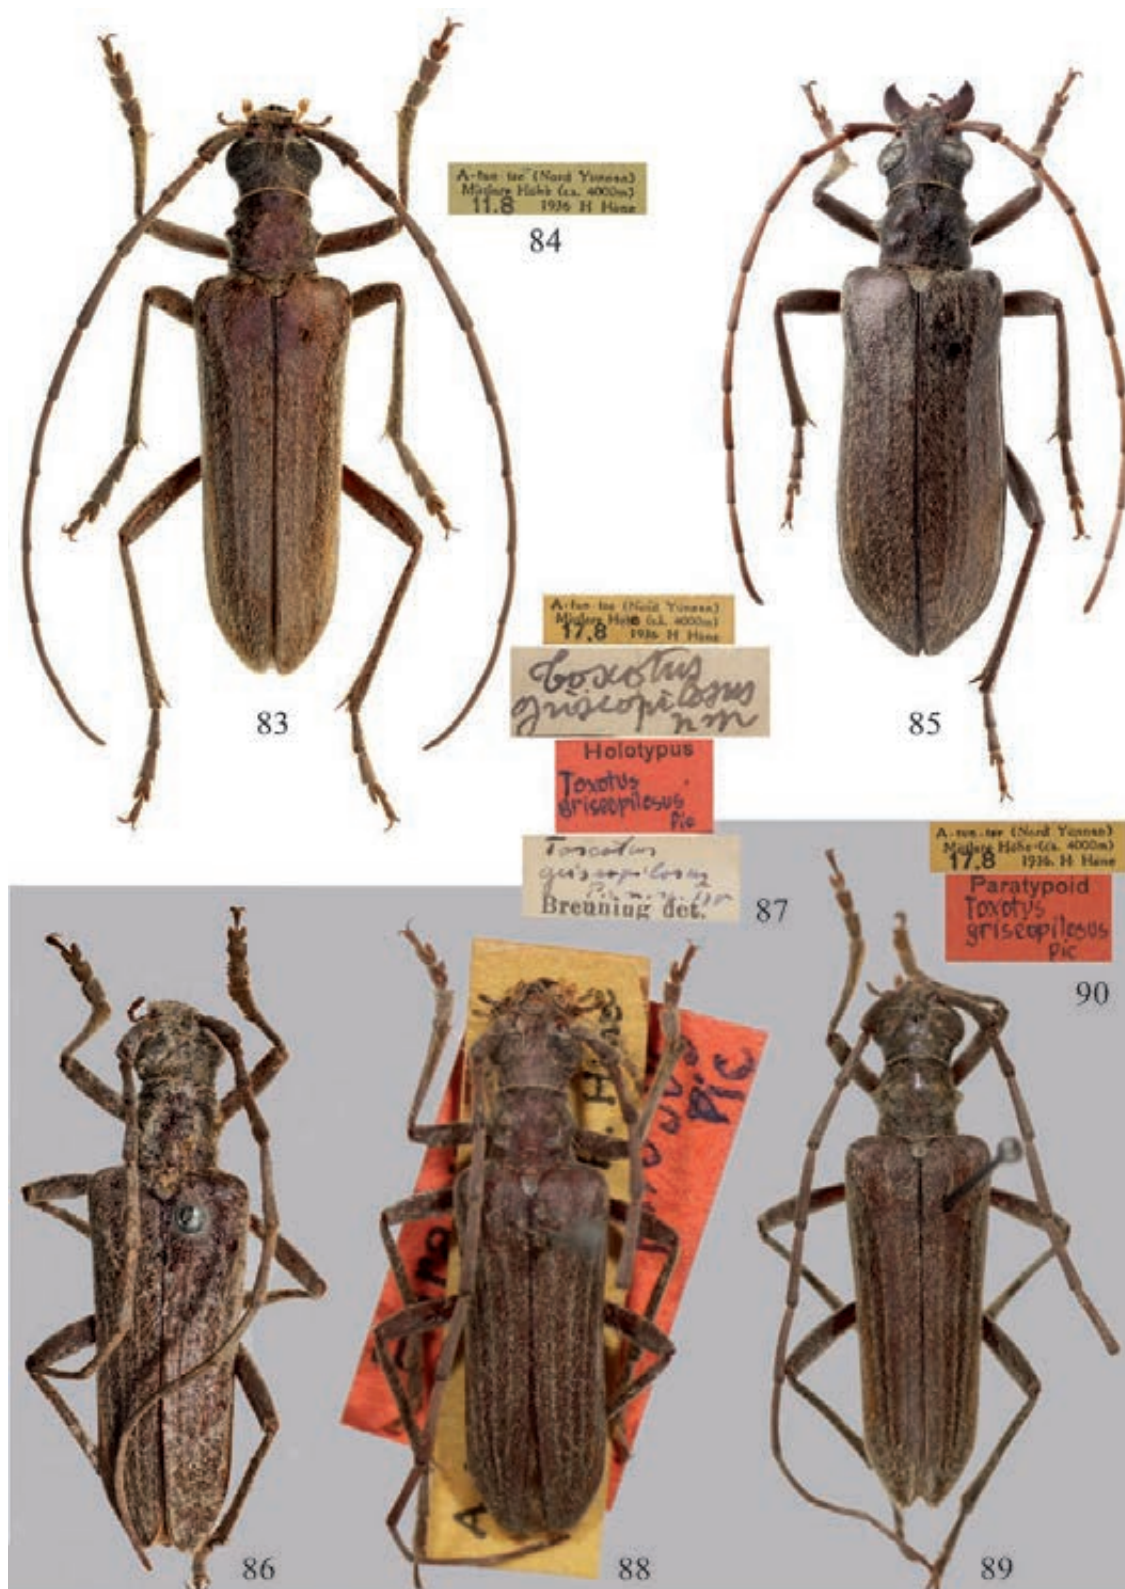 A-tun-tse (Nord Yünnan)
Mittlere Höhe (ca. 4000m)
11.8 1936 H Höne
84
83
85
A-tun-tse (Nord Yünnan)
Mittlere Höhe (ca. 4000m)
17.8 1936 H Höne
Toxotus
griseopilosus
nm
Holotypus
Toxotus
griseopilosus
Pic
Toxotus
griseopilosus
Breuning det.
87
A-tun-tse (Nord Yünnan)
Mittlere Höhe (ca. 4000m)
17.8 1936. H Höne
Paratypoid
Toxotys
griseopilosus
Pic
90
Pic
86
88
89